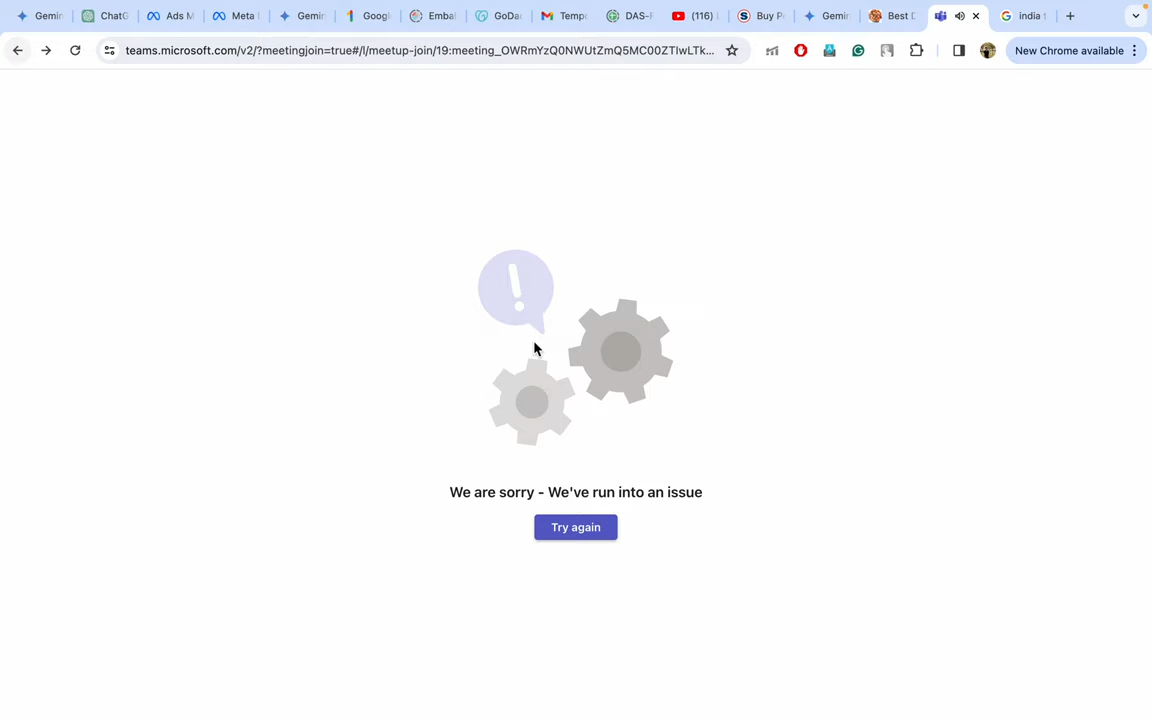 Gemin
ChatG
Ads M
Meta
Gemin
Googl
Emba
GoDa
Temp
DAS-F
(116)
Buy P
Gemin
Best D
india t
teams.microsoft.com/v2/?meetingjoin=true#/l/meetup-join/19:meeting_OWRmYzQ0NWUtZmQ5MC00ZTIwLTk...
New Chrome available
We are sorry - We've run into an issue
Try again